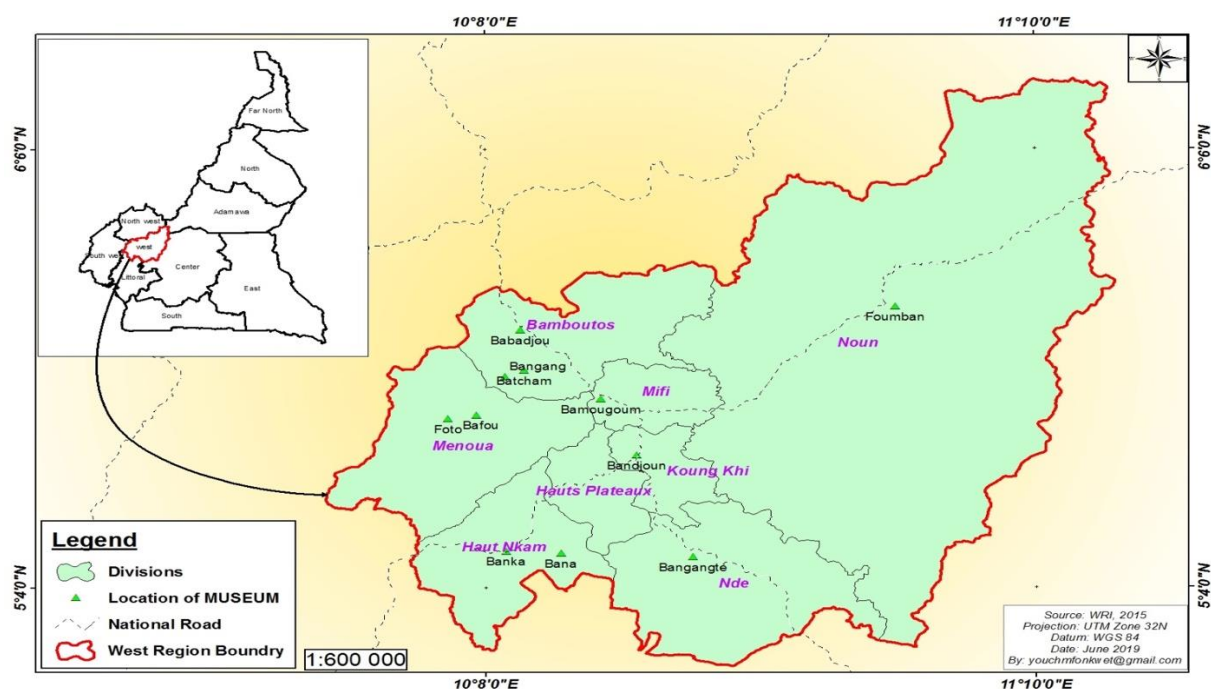 10°8'0"E
11°10'0"E
6°6'0"N
6°6'0"N
5°4'0"N
5°4'0"N
10°8'0"E
11°10'0"E
N
W
E
S
Far North
North
Adamawa
North west
west
South wet
Littoral
Center
East
South
Bamboutos
Babadjou
Bangang
Batcham
Foumban
Noun
Mifi
Bamougoum
Foto
Bafou
Menoua
Bandjoun
Koung Khi
Hauts Plateaux
Haut Nkam
Banka
Bana
Bangangté
Nde
Legend
Divisions
Location of MUSEUM
National Road
West Region Boundry
1:600 000
Source: WRI, 2015
Projection: UTM Zone 32N
Datum: WGS 84
Date: June 2019
By: youchmfonkwet@gmail.com